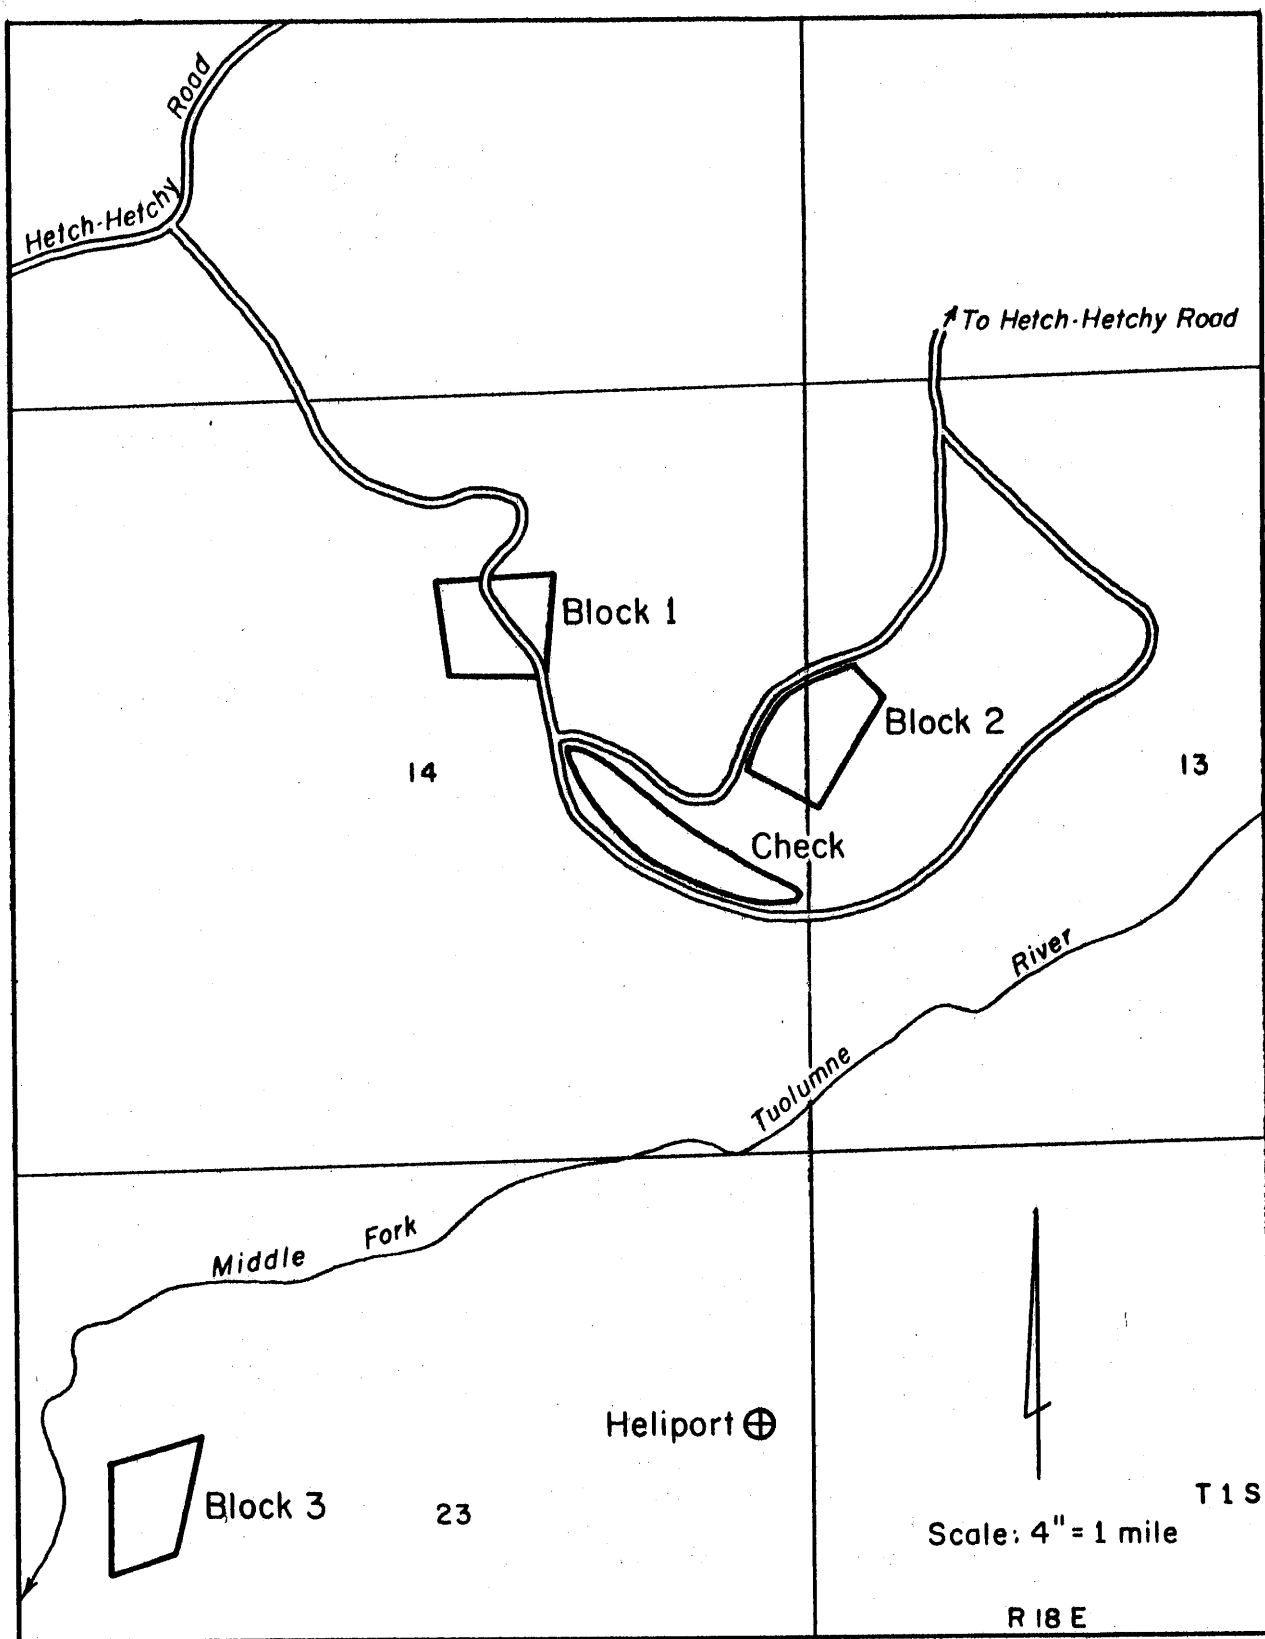 Hetch-Hetchy Road
To Hetch-Hetchy Road
Block 1
Block 2
14
13
Check
Middle Fork Tuolumne River
Heliport
Block 3
23
T 1 S
Scale: 4" = 1 mile
R 18 E